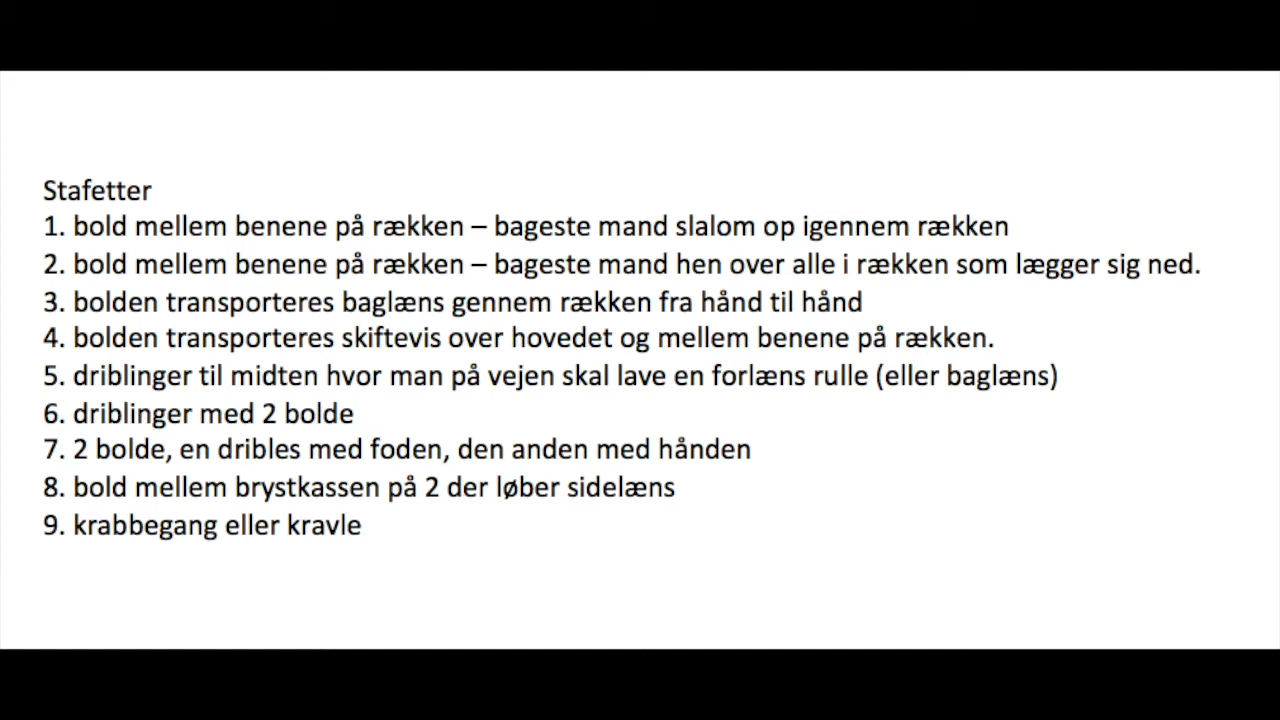 Stafetter
1. bold mellem benene på rækken – bageste mand slalom op igennem rækken
2. bold mellem benene på rækken – bageste mand hen over alle i rækken som lægger sig ned.
3. bolden transporteres baglæns gennem rækken fra hånd til hånd
4. bolden transporteres skiftevis over hovedet og mellem benene på rækken.
5. driblinger til midten hvor man på vejen skal lave en forlæns rulle (eller baglæns)
6. driblinger med 2 bolde
7. 2 bolde, en dribles med foden, den anden med hånden
8. bold mellem brystkassen på 2 der løber sidelæns
9. krabbegang eller kravle